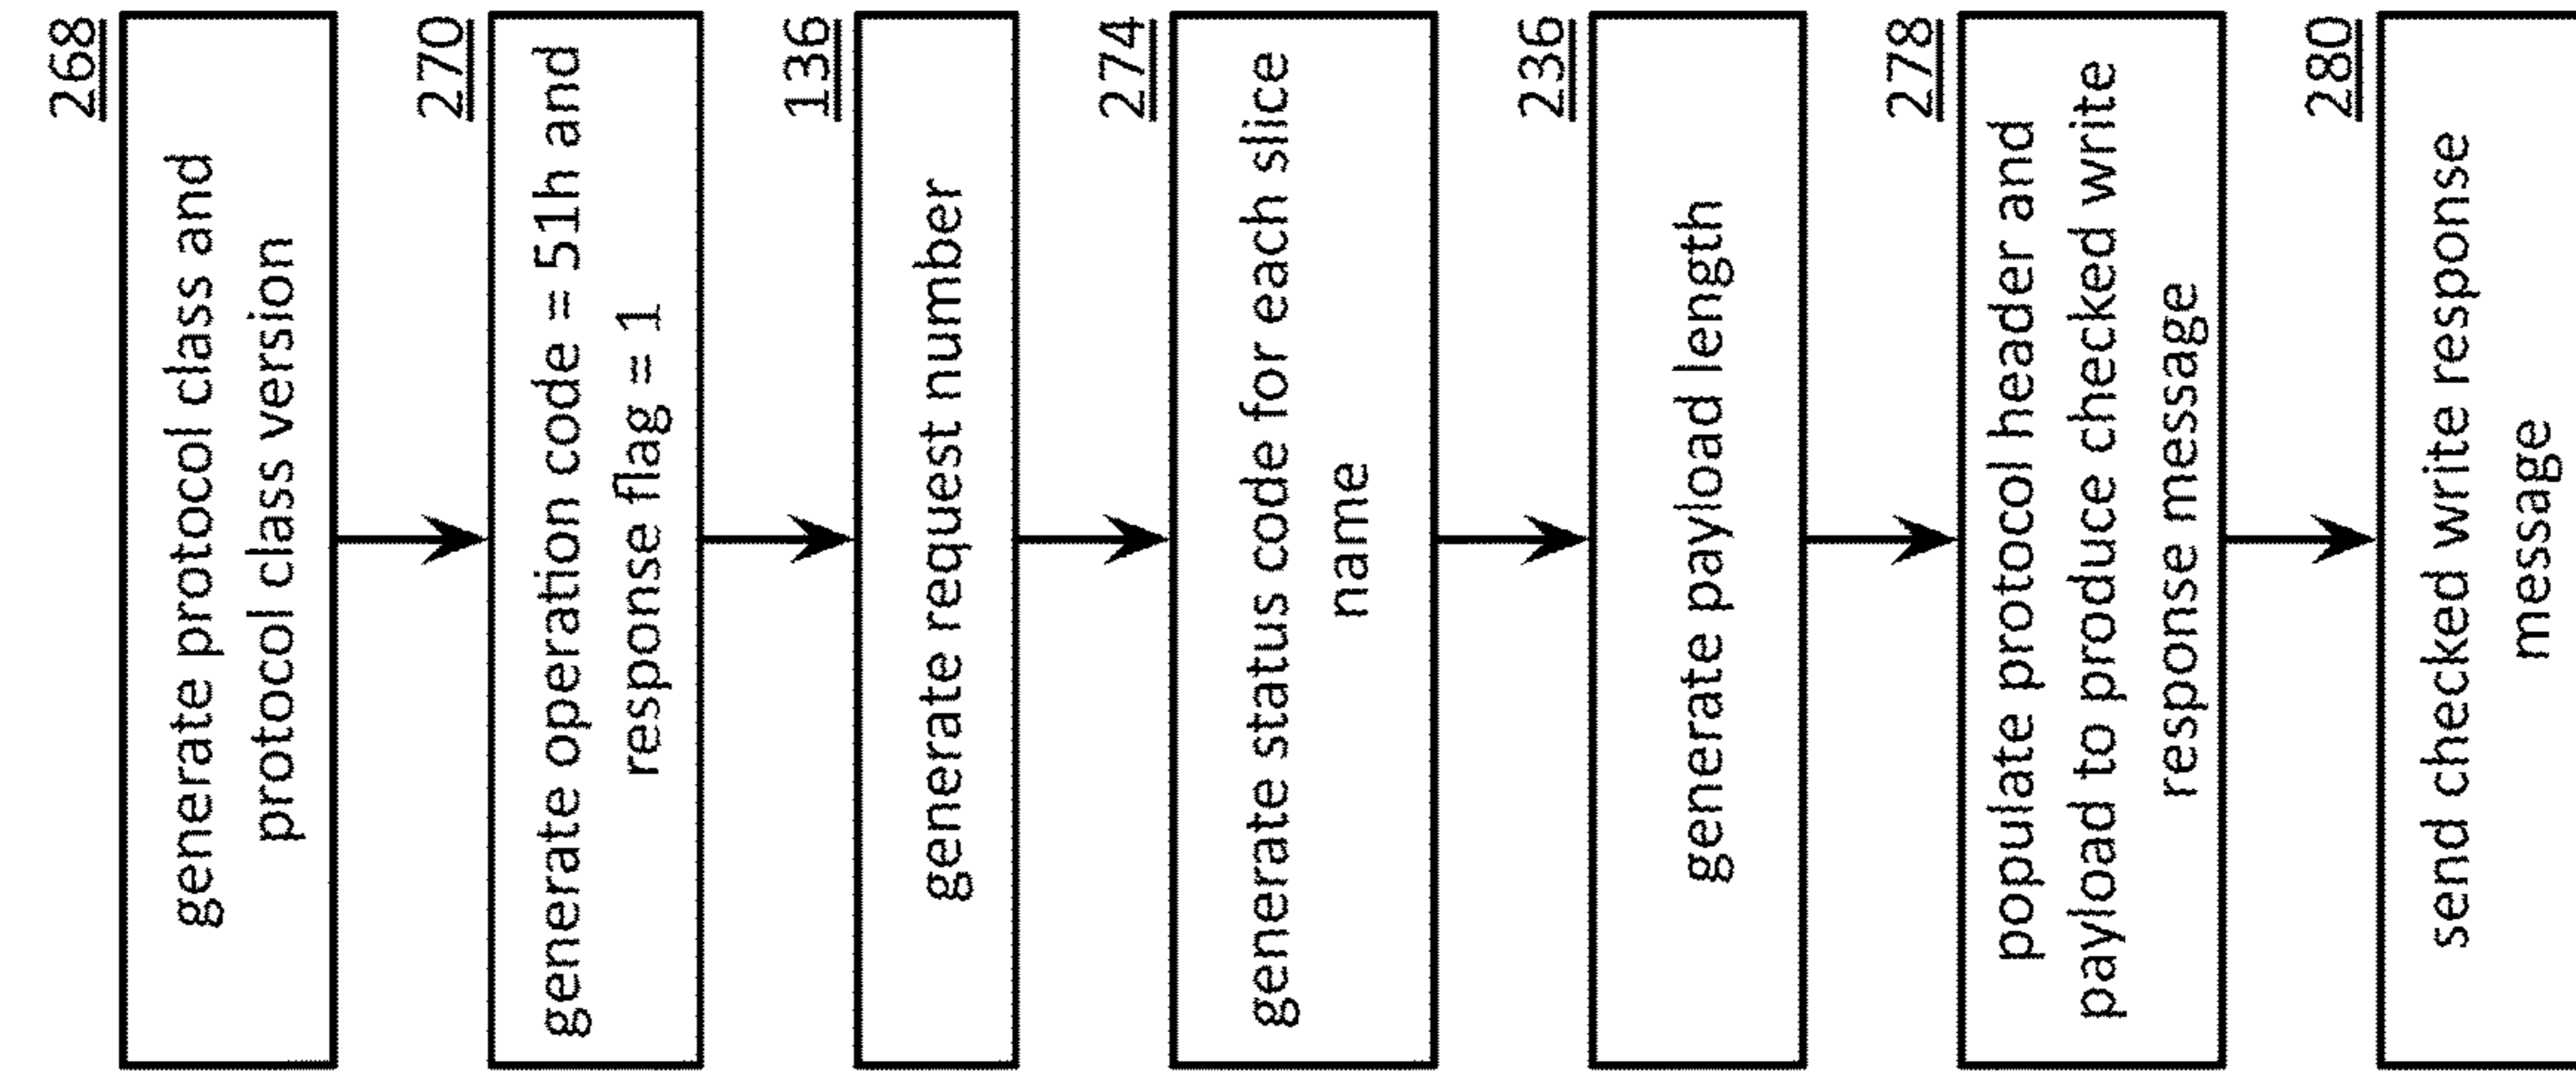 268
generate protocol class and
protocol class version
270
generate operation code = 51h and
response flag = 1
136
generate request number
274
generate status code for each slice
name
236
generate payload length
278
populate protocol header and
payload to produce checked write
response message
280
send checked write response
message